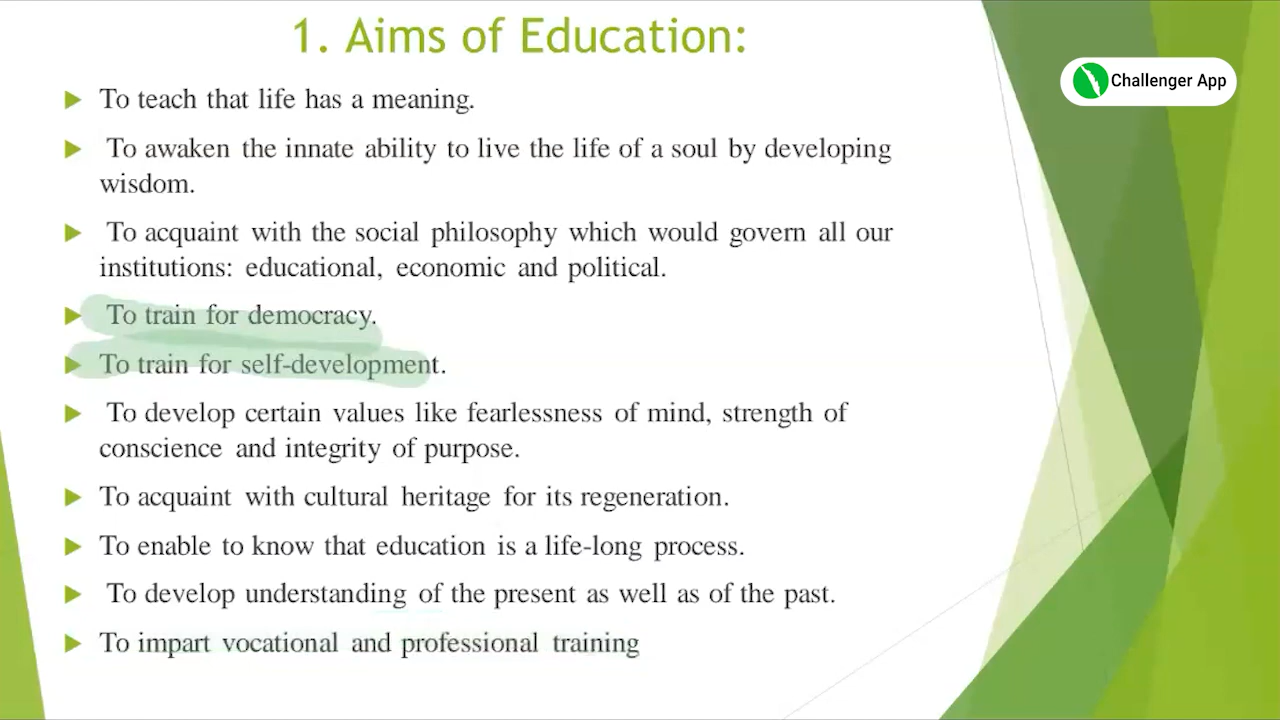 1. Aims of Education:
Challenger App
To teach that life has a meaning.
To awaken the innate ability to live the life of a soul by developing
wisdom.
To acquaint with the social philosophy which would govern all our
institutions: educational, economic and political.
To train for democracy.
To train for self-development.
To develop certain values like fearlessness of mind, strength of
conscience and integrity of purpose.
To acquaint with cultural heritage for its regeneration.
To enable to know that education is a life-long process.
To develop understanding of the present as well as of the past.
To impart vocational and professional training